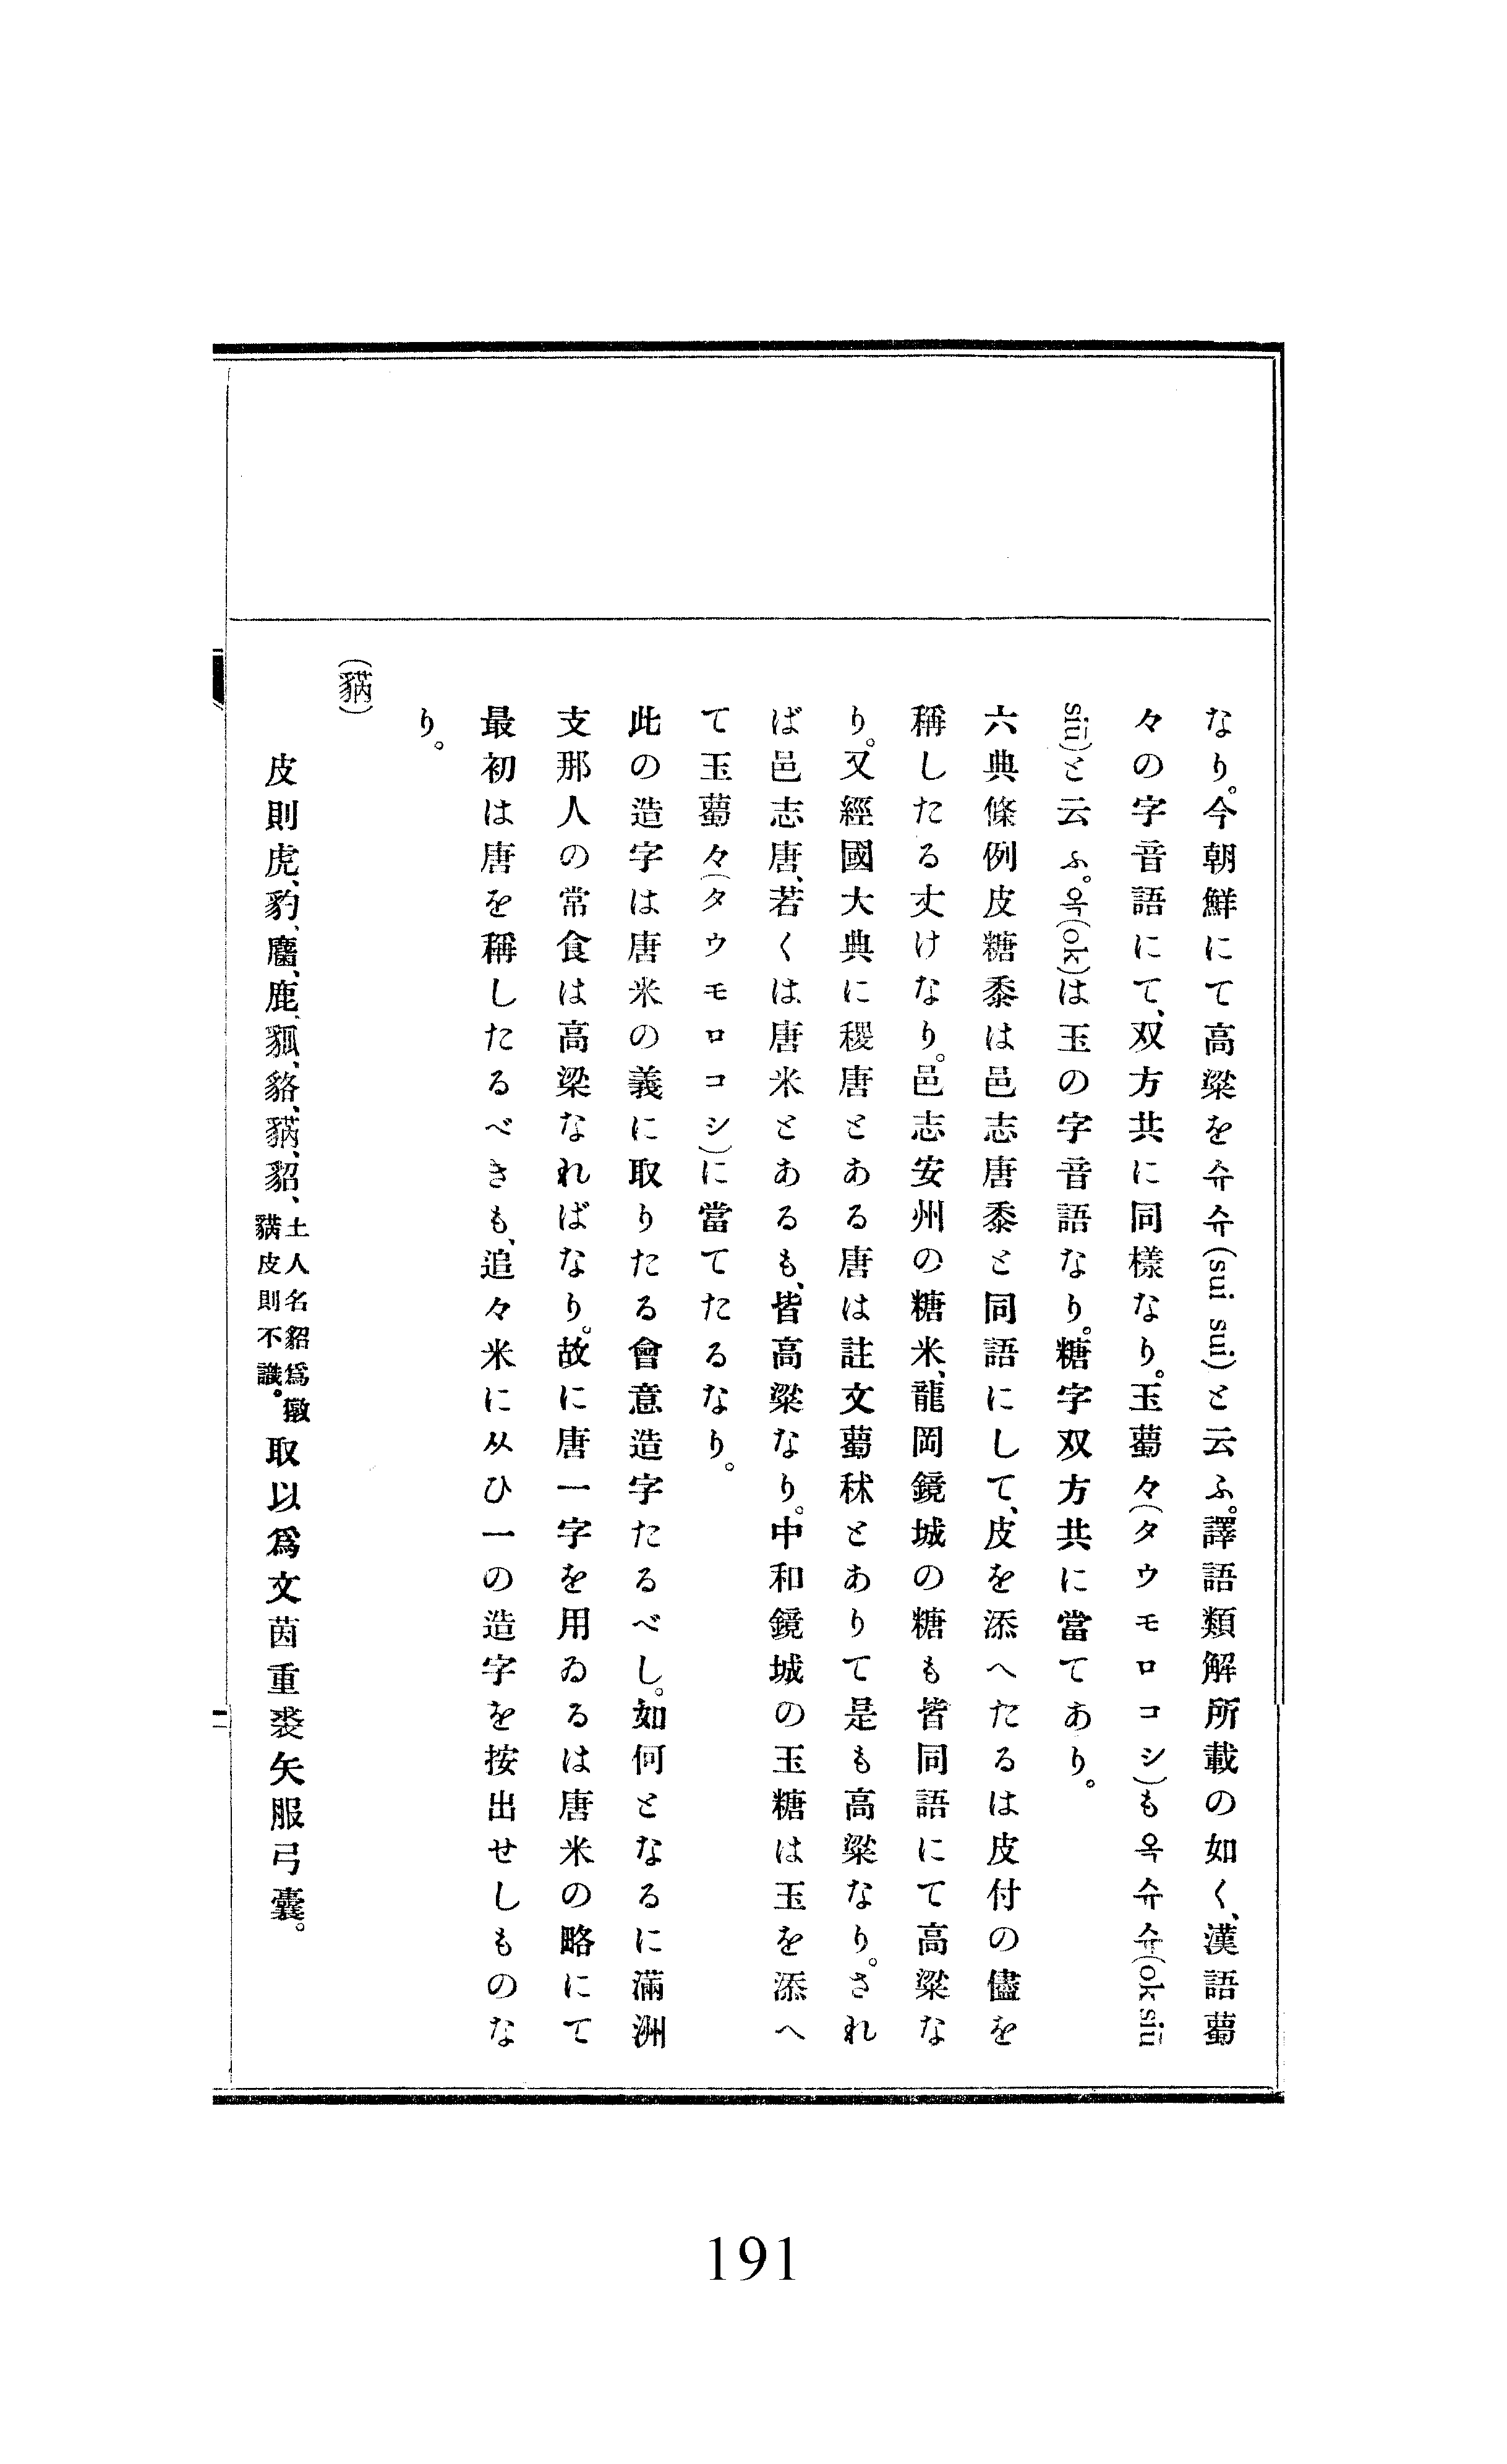 なり。今朝鮮にて高粱を슈슈(sui sui)と云ふ。譯語類解所載の如く、漢語薥
々の字音語にて、双方共に同樣なり。玉薥々(タウモロコシ)も옥슈슈(ok siū
siū)と云ふ。옥(ok)は玉の字音語なり。糖字双方共に當てあり。
六典條例皮糖黍は邑志唐黍と同語にして、皮を添へたるは皮付の儘を
稱したる丈けなり。邑志安州の糖米、龍岡鏡城の糖も皆同語にて高粱な
り。又經國大典に稷唐とある唐は註文薥秫とありて是も高粱なり。され
ば邑志唐、若くは唐米とあるも、皆高粱なり。中和鏡城の玉糖は玉を添へ
て玉薥々(タウモロコシ)に當てたるなり。
此の造字は唐米の義に取りたる會意造字たるべし。如何となるに滿洲
支那人の常食は高粱なればなり。故に唐一字を用ゐるは唐米の略にて
最初は唐を稱したるべきも、追々米に从ひ一の造字を按出せしものな
り。
(𧳟)
皮則虎、豹、麕、鹿、狐、貉、貂、土人名貂爲獤皮則不識。取以爲文茵重裘矢服弓嚢。
191